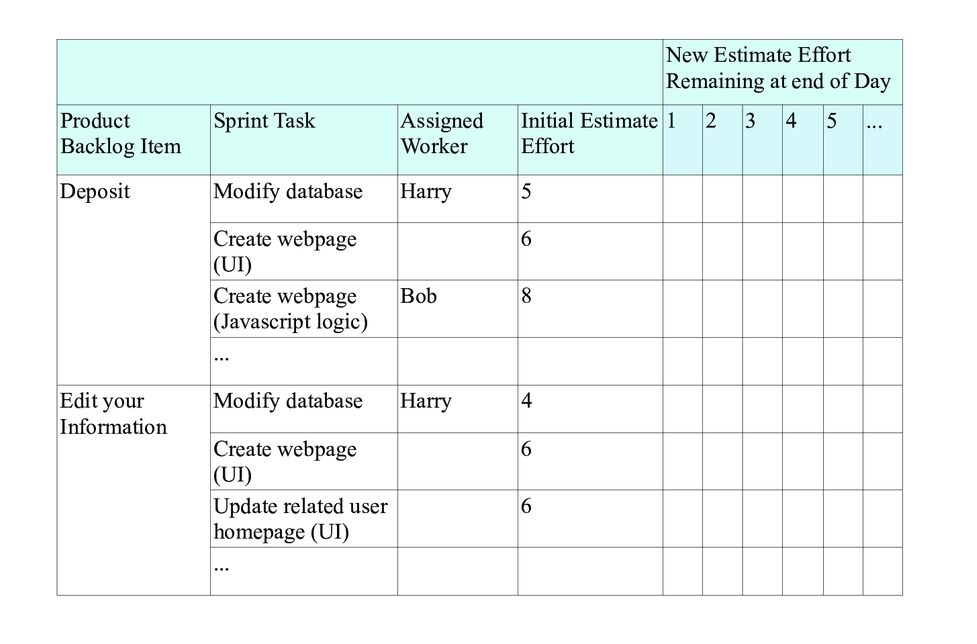 New Estimate Effort
Remaining at end of Day
Product
Backlog Item
Sprint Task
Assigned
Worker
Initial Estimate
Effort
1
2
3
4
5
...
Deposit
Modify database
Harry
5
Create webpage
(UI)
6
Create webpage
(Javascript logic)
Bob
8
...
Edit your
Information
Modify database
Harry
4
Create webpage
(UI)
6
Update related user
homepage (UI)
6
...